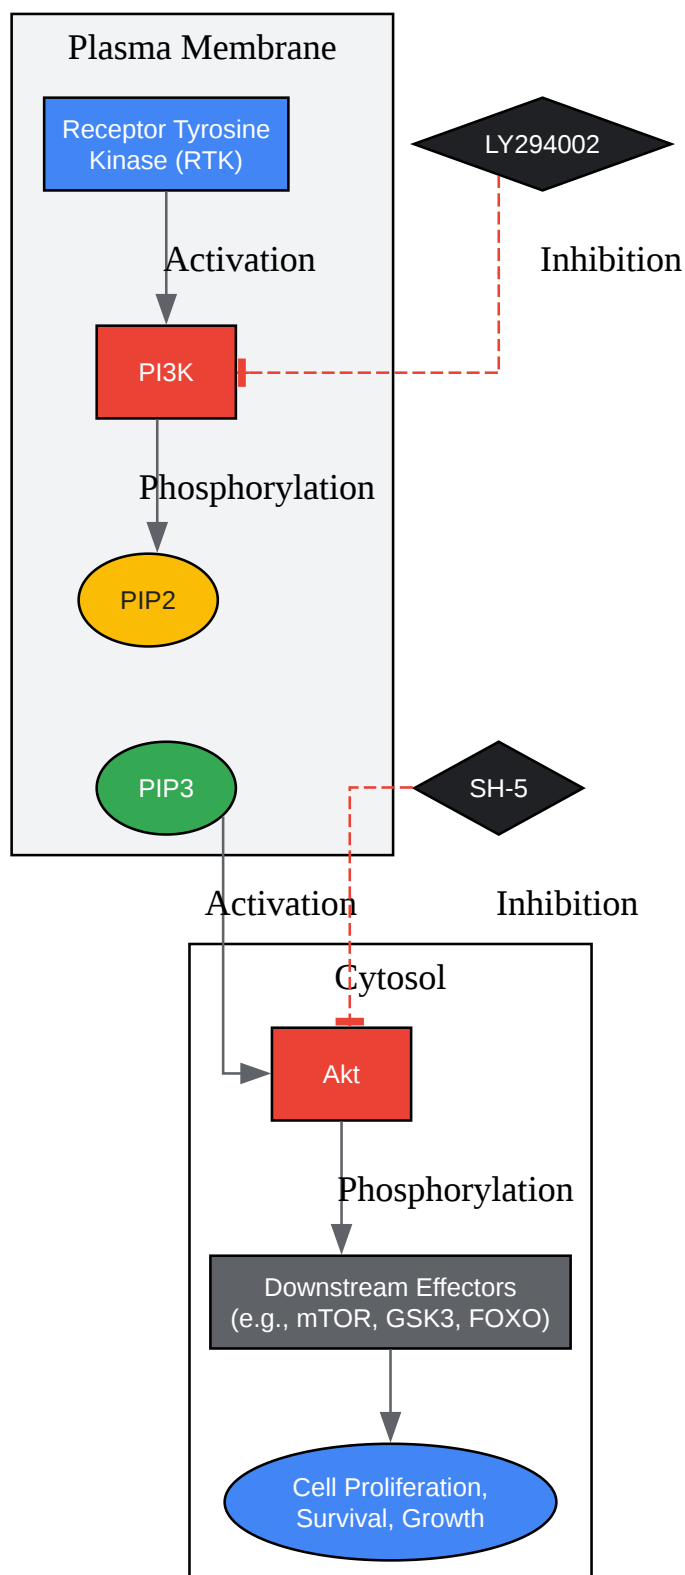 Plasma Membrane
Receptor Tyrosine
Kinase (RTK)
LY294002
Activation
Inhibition
PI3K
Phosphorylation
PIP2
PIP3
SH-5
Activation
Inhibition
Cytosol
Akt
Phosphorylation
Downstream Effectors
(e.g., mTOR, GSK3, FOXO)
Cell Proliferation,
Survival, Growth